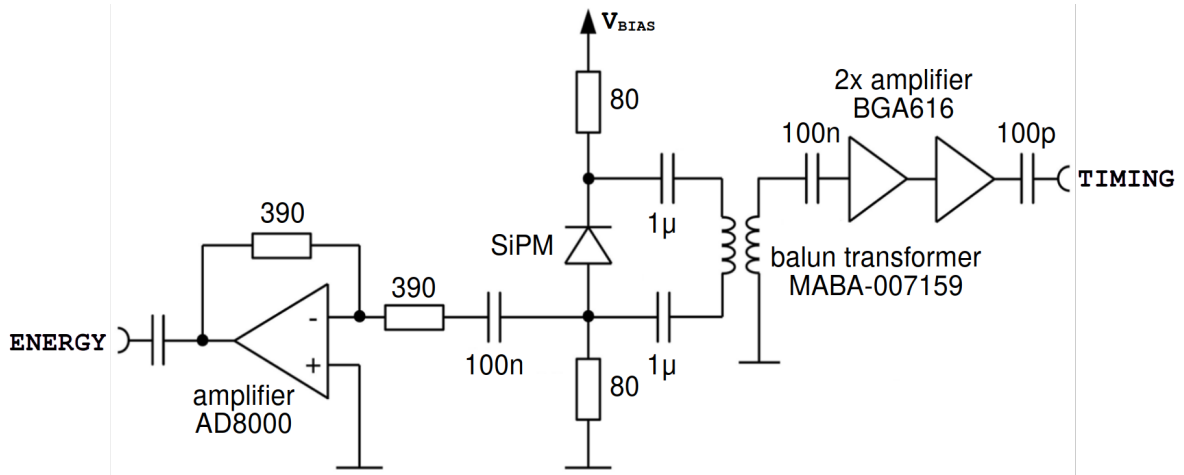 V_BIAS
80
2x amplifier
BGA616
100n
100p
TIMING
1µ
390
SiPM
balun transformer
MABA-007159
390
-
ENERGY
+
100n
1µ
80
amplifier
AD8000